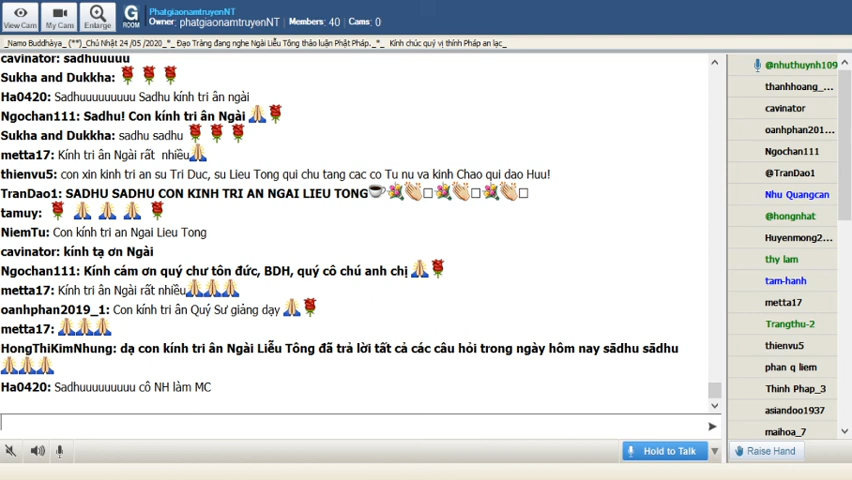 View Cam
My Cam
Enlarge
G
ROOM
PhatgiaonamtruyenNT
Owner: phatgiaonamtruyenNT Members: 40 Cams: 0
_Namo Buddhàya_ (**)_Chủ Nhật 24 /05 /2020_*_ Đạo Tràng đang nghe Ngài Liễu Tông thảo luận Phật Pháp._*_ Kính chúc quý vị thính Pháp an lạc_
cavinator: sadhuuuuu
Sukha and Dukkha:
Ha0420: Sadhuuuuuuuuu Sadhu kính tri ân ngài
Ngochan111: Sadhu! Con kính tri ân Ngài
Sukha and Dukkha: sadhu sadhu
metta17: Kính tri ân Ngài rất nhiều
thienvu5: con xin kinh tri an su Tri Duc, su Lieu Tong qui chu tang cac co Tu nu va kinh Chao qui dao Huu!
TranDao1: SADHU SADHU CON KINH TRI AN NGAI LIEU TONG
tamuy:
NiemTu: Con kính tri an Ngai Lieu Tong
cavinator: kính tạ ơn Ngài
Ngochan111: Kính cám ơn quý chư tôn đức, BDH, quý cô chú anh chị
metta17: Kính tri ân Ngài rất nhiều
oanhphan2019_1: Con kính tri ân Quý Sư giảng dạy
metta17:
HongThiKimNhung: dạ con kính tri ân Ngài Liễu Tông đã trả lời tất cả các câu hỏi trong ngày hôm nay sādhu sādhu
Ha0420: Sadhuuuuuuuuu cô NH làm MC
@nhuthuynh109
thanhhoang_...
cavinator
oanhphan201...
Ngochan111
@TranDao1
Nhu Quangcan
@hongnhat
Huyenmong2...
thy lam
tam-hanh
metta17
Trangthu-2
thienvu5
phan q liem
Thinh Phap_3
asiandoo1937
maihoa_7
Hold to Talk
Raise Hand